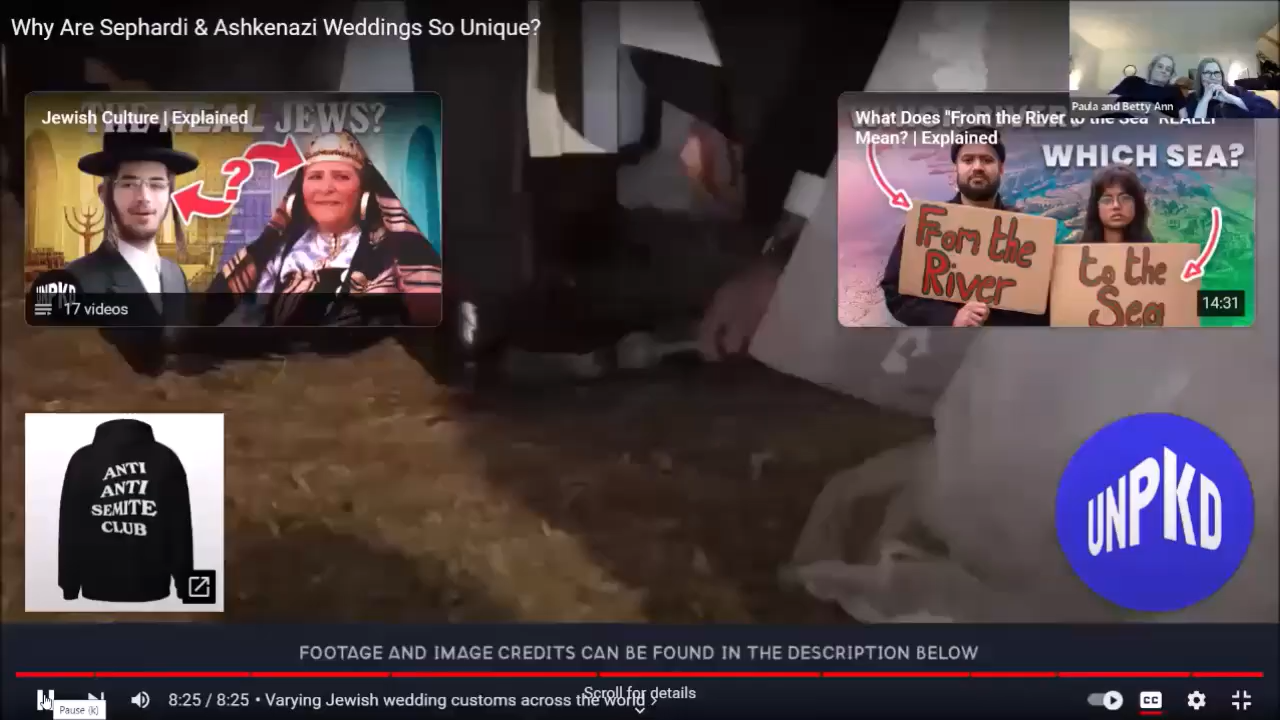 Why Are Sephardi & Ashkenazi Weddings So Unique?
Paula and Betty Ann
THE REAL JEWS?
Jewish Culture | Explained
?
UNPKD
17 videos
What Does "From the River to the Sea" REALLY
Mean? | Explained
WHICH SEA?
From the
River
to the
Sea
14:31
ANTI
ANTI
SEMITE
CLUB
UNPKD
FOOTAGE AND IMAGE CREDITS CAN BE FOUND IN THE DESCRIPTION BELOW
8:25 / 8:25 • Varying Jewish wedding customs across the world
Scroll for details
CC
Pause (k)